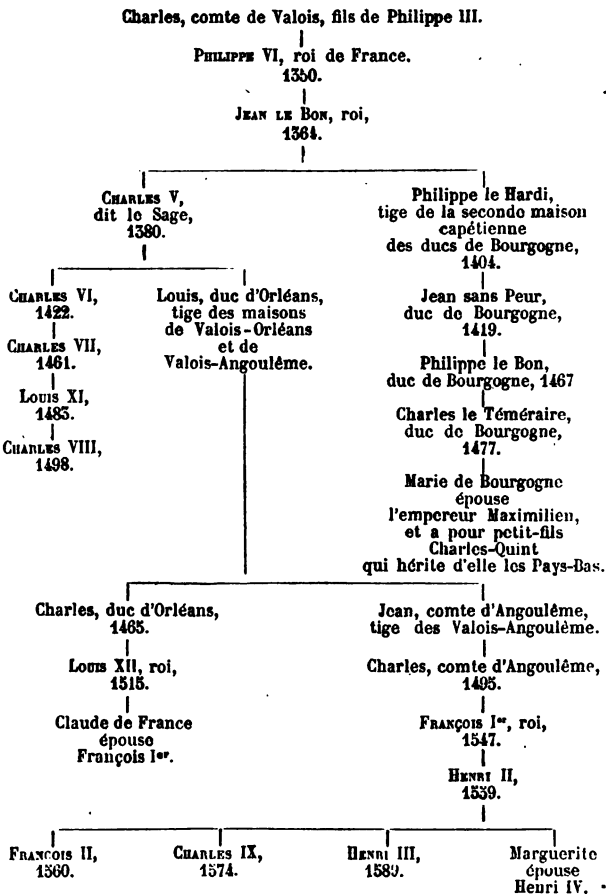 Charles, comte de Valois, fils de Philippe III.
PHILIPPE VI, roi de France.
1350.
JEAN LE BON, roi,
1364.
CHARLES V,
dit le Sage,
1380.
Philippe le Hardi,
tige de la seconde maison
capétienne
des ducs de Bourgogne,
1404.
CHARLES VI,
1422.
CHARLES VII,
1461.
LOUIS XI,
1483.
CHARLES VIII,
1498.
Louis, duc d'Orléans,
tige des maisons
de Valois-Orléans
et de
Valois-Angoulême.
Jean sans Peur,
duc de Bourgogne,
1419.
Philippe le Bon,
duc de Bourgogne, 1467
Charles le Téméraire,
duc de Bourgogne,
1477.
Marie de Bourgogne
épouse
l'empereur Maximilien,
et a pour petit-fils
Charles-Quint
qui hérite d'elle les Pays-Bas.
Charles, duc d'Orléans,
1465.
LOUIS XII, roi,
1515.
Claude de France
épouse
François Ier.
Jean, comte d'Angoulême,
tige des Valois-Angoulême.
Charles, comte d'Angoulême,
1495.
FRANÇOIS Ier, roi,
1547.
HENRI II,
1559.
FRANÇOIS II,
1560.
CHARLES IX,
1574.
HENRI III,
1589.
Marguerite
épouse
Henri IV.